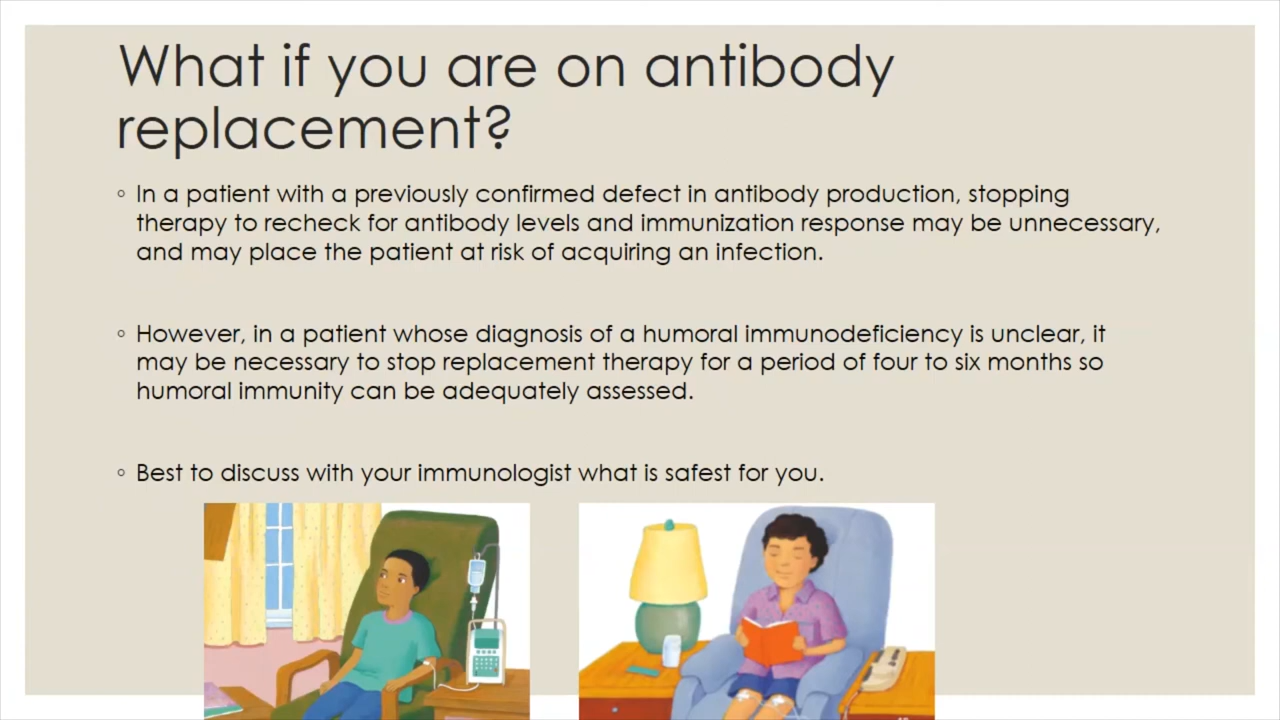 What if you are on antibody
replacement?
◦ In a patient with a previously confirmed defect in antibody production, stopping
therapy to recheck for antibody levels and immunization response may be unnecessary,
and may place the patient at risk of acquiring an infection.
◦ However, in a patient whose diagnosis of a humoral immunodeficiency is unclear, it
may be necessary to stop replacement therapy for a period of four to six months so
humoral immunity can be adequately assessed.
◦ Best to discuss with your immunologist what is safest for you.